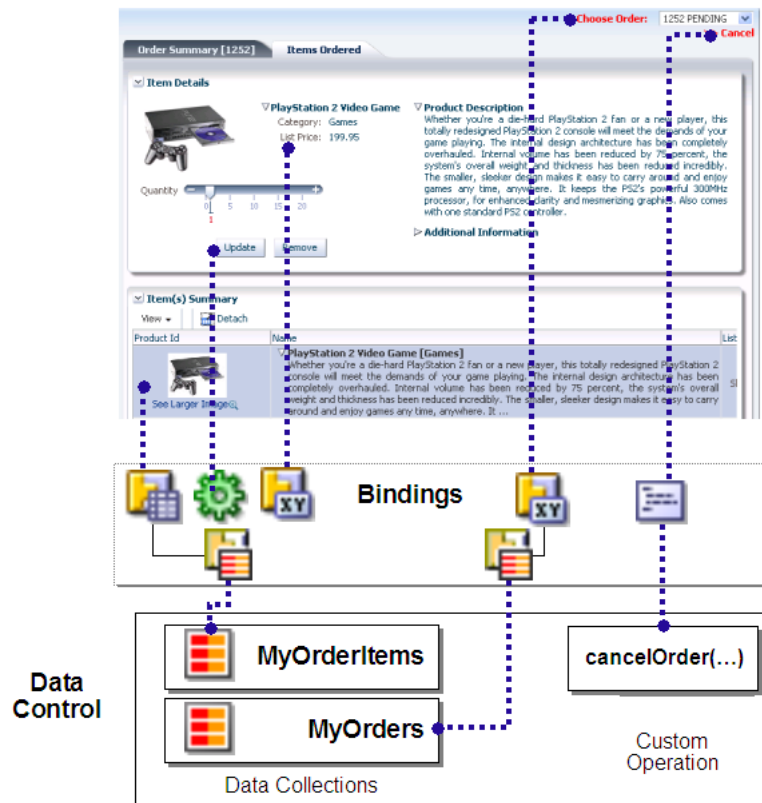 Choose Order: 1252 PENDING
Cancel
Order Summary [1252] Items Ordered
Item Details
PlayStation 2 Video Game
Category: Games
List Price: 199.95
Product Description
Whether you're a die-hard PlayStation 2 fan or a new player, this
totally redesigned PlayStation 2 console will meet the demands of your
game playing. The internal design architecture has been completely
overhauled. Internal volume has been reduced by 75 percent, the
system's overall weight and thickness has been reduced incredibly.
The smaller, sleeker design makes it easy to carry around and enjoy
games any time, anywhere. It keeps the PS2's powerful 300MHz
processor, for enhanced clarity and mesmerizing graphics. Also comes
with one standard PS2 controller.
Additional Information
Quantity
0 5 10 15 20
1
Update Remove
Item(s) Summary
View Detach
Product Id Name List
See Larger Image
PlayStation 2 Video Game [Games]
Whether you're a die-hard PlayStation 2 fan or a new player, this totally redesigned PlayStation 2
console will meet the demands of your game playing. The internal design architecture has been
completely overhauled. Internal volume has been reduced by 75 percent, the system's overall
weight and thickness has been reduced incredibly. The smaller, sleeker design makes it easy to carry
around and enjoy games any time, anywhere. It ...
Bindings
XY
XY
Data
Control
MyOrderItems
MyOrders
Data Collections
cancelOrder(...)
Custom
Operation